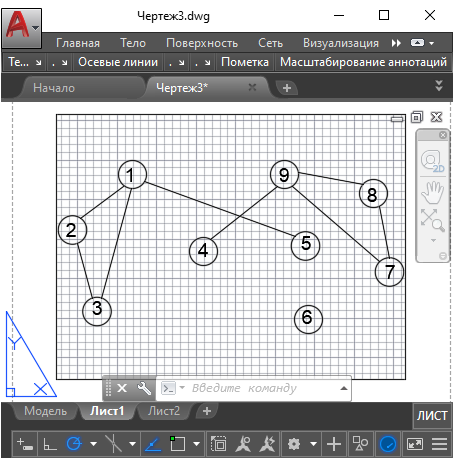 Чертеж3.dwg
A
Главная Тело Поверхность Сеть Визуализация
Те... Осевые линии Пометка Масштабирование аннотаций
Начало Чертеж3*
1
9
8
2
4
5
7
3
6
2D
Y
X
Введите команду
Модель Лист1 Лист2 +
ЛИСТ